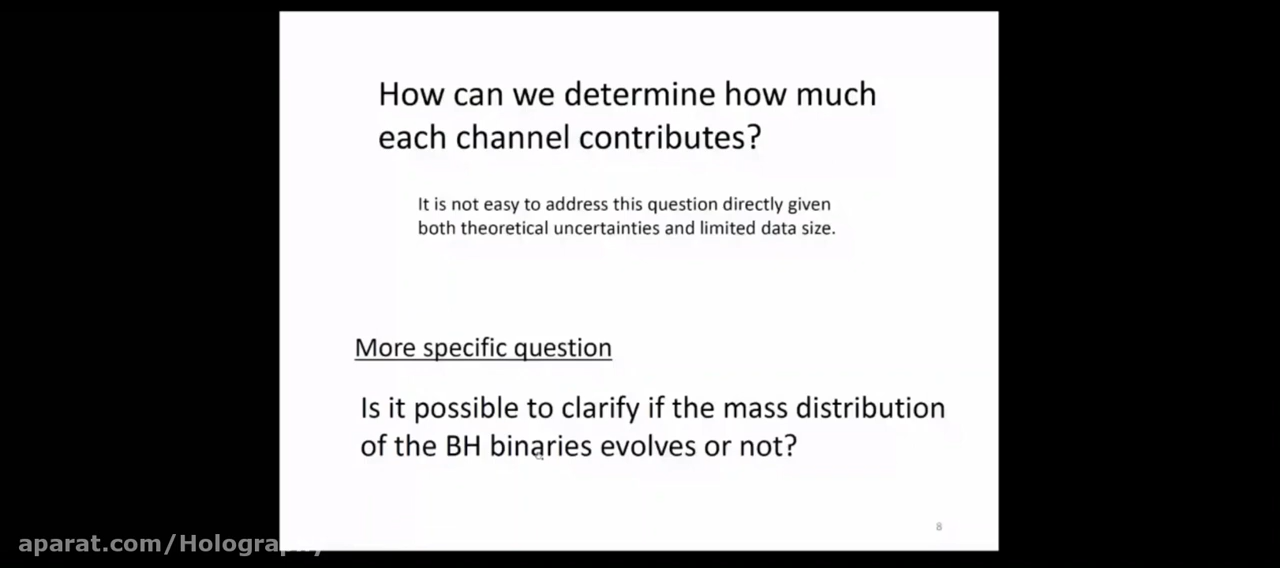 How can we determine how much
each channel contributes?
It is not easy to address this question directly given
both theoretical uncertainties and limited data size.
More specific question
Is it possible to clarify if the mass distribution
of the BH binaries evolves or not?
8
aparat.com/Holography